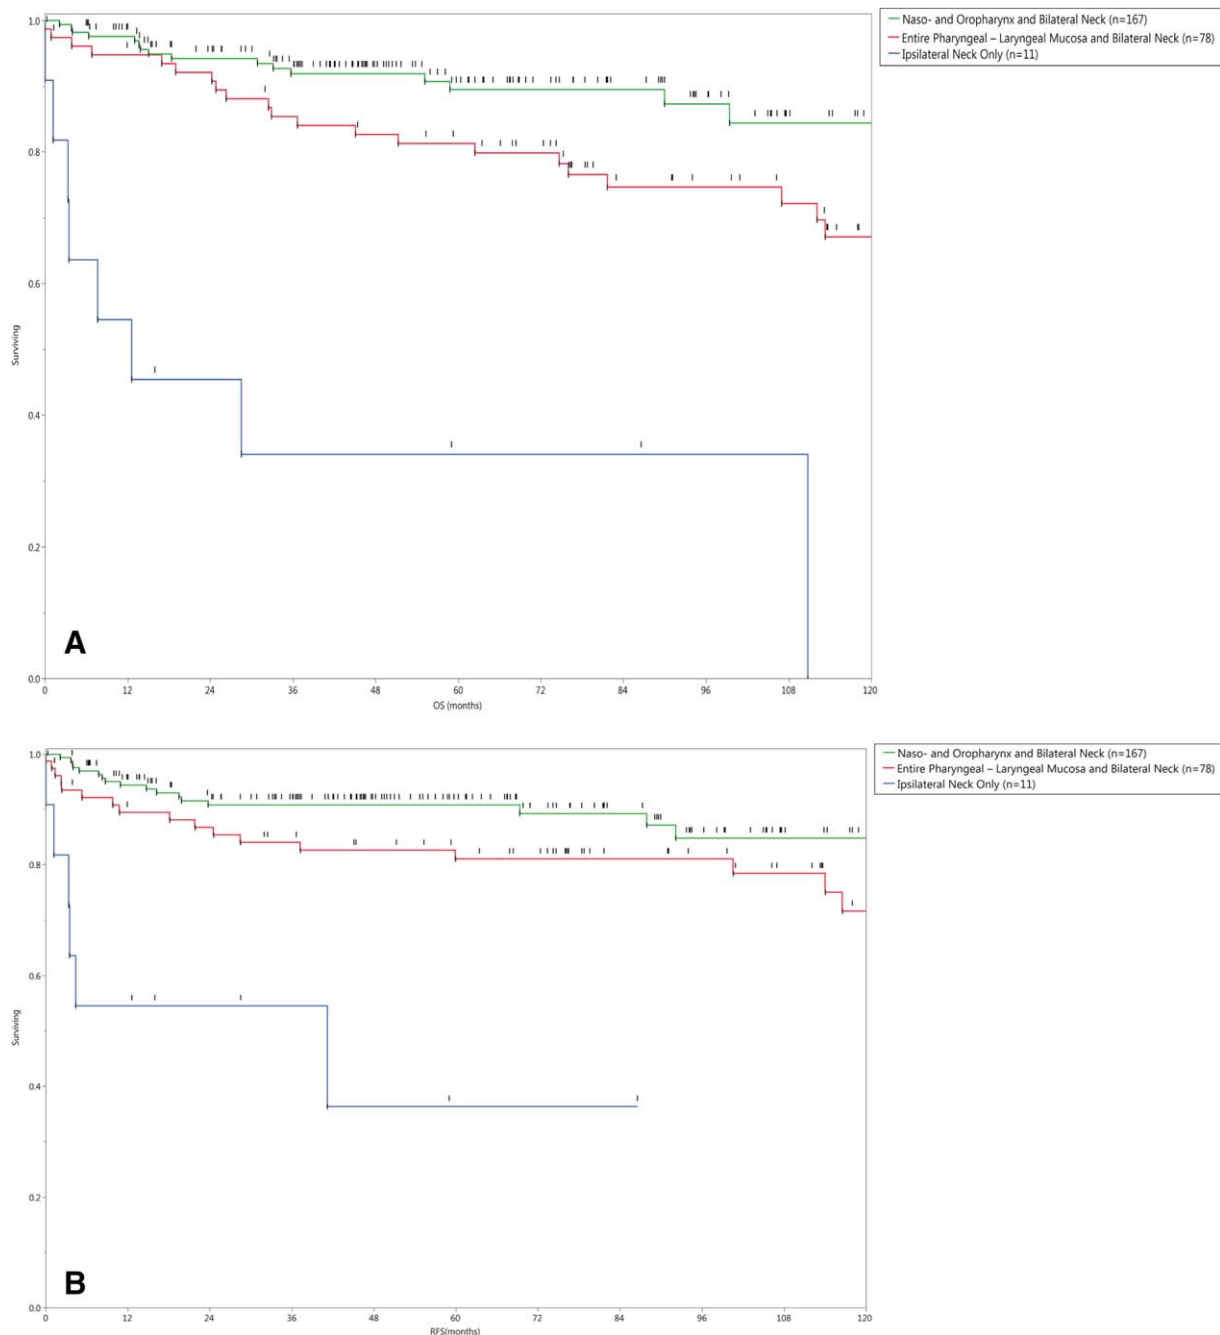 Naso- and Oropharynx and Bilateral Neck (n=167)
Entire Pharyngeal – Laryngeal Mucosa and Bilateral Neck (n=78)
Ipsilateral Neck Only (n=11)
1.0
0.8
0.6
0.4
0.2
0.0
Surviving
A
0 12 24 36 48 60 72 84 96 108 120
OS (months)
Naso- and Oropharynx and Bilateral Neck (n=167)
Entire Pharyngeal – Laryngeal Mucosa and Bilateral Neck (n=78)
Ipsilateral Neck Only (n=11)
1.0
0.8
0.6
0.4
0.2
0.0
Surviving
B
0 12 24 36 48 60 72 84 96 108 120
RFS(months)